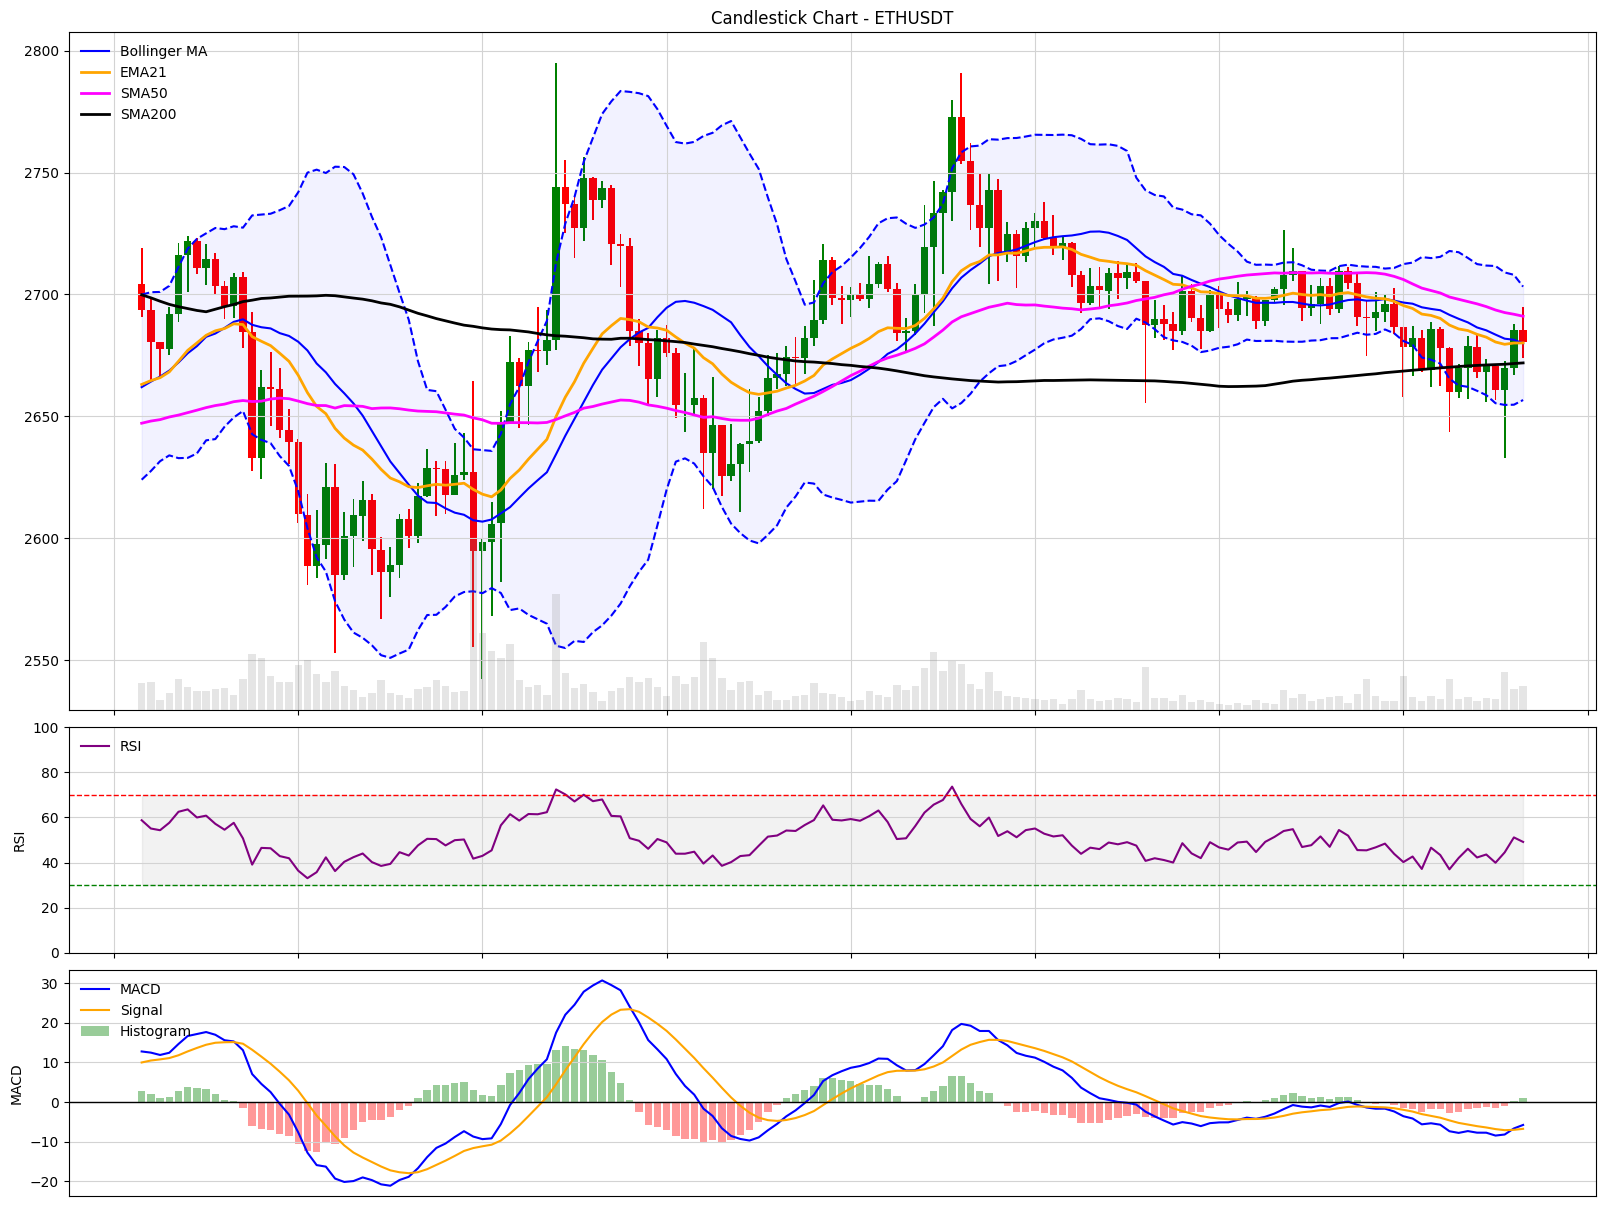 Candlestick Chart - ETHUSDT
Bollinger MA
EMA21
SMA50
SMA200
2800
2750
2700
2650
2600
2550
RSI
100
80
60
40
20
0
RSI
MACD
Signal
Histogram
30
20
10
0
−10
−20
MACD